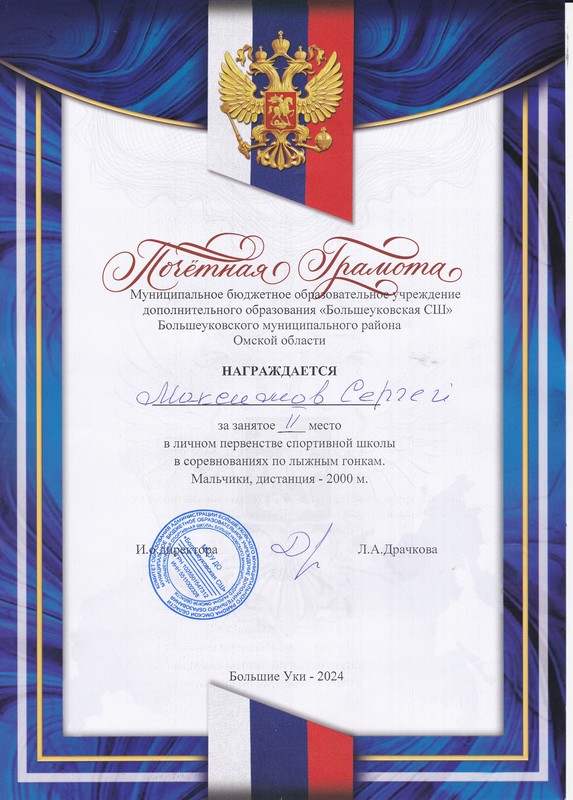 Почётная Грамота
Муниципальное бюджетное образовательное учреждение
дополнительного образования «Большеуковская СШ»
Большеуковского муниципального района
Омской области
НАГРАЖДАЕТСЯ
Максимов Сергей
за занятое II место
в личном первенстве спортивной школы
в соревнованиях по лыжным гонкам.
Мальчики, дистанция - 2000 м.
И.о.директора
Л.А.Драчкова
«Большеуковская СШ»
Большие Уки - 2024